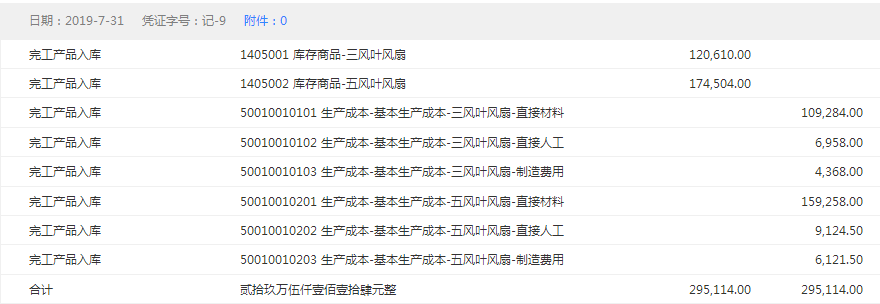 日期：2019-7-31 凭证字号：记-9 附件：0
完工产品入库 1405001 库存商品-三风叶风扇 120,610.00
完工产品入库 1405002 库存商品-五风叶风扇 174,504.00
完工产品入库 50010010101 生产成本-基本生产成本-三风叶风扇-直接材料 109,284.00
完工产品入库 50010010102 生产成本-基本生产成本-三风叶风扇-直接人工 6,958.00
完工产品入库 50010010103 生产成本-基本生产成本-三风叶风扇-制造费用 4,368.00
完工产品入库 50010010201 生产成本-基本生产成本-五风叶风扇-直接材料 159,258.00
完工产品入库 50010010202 生产成本-基本生产成本-五风叶风扇-直接人工 9,124.50
完工产品入库 50010010203 生产成本-基本生产成本-五风叶风扇-制造费用 6,121.50
合计 贰拾玖万伍仟壹佰壹拾肆元整 295,114.00 295,114.00